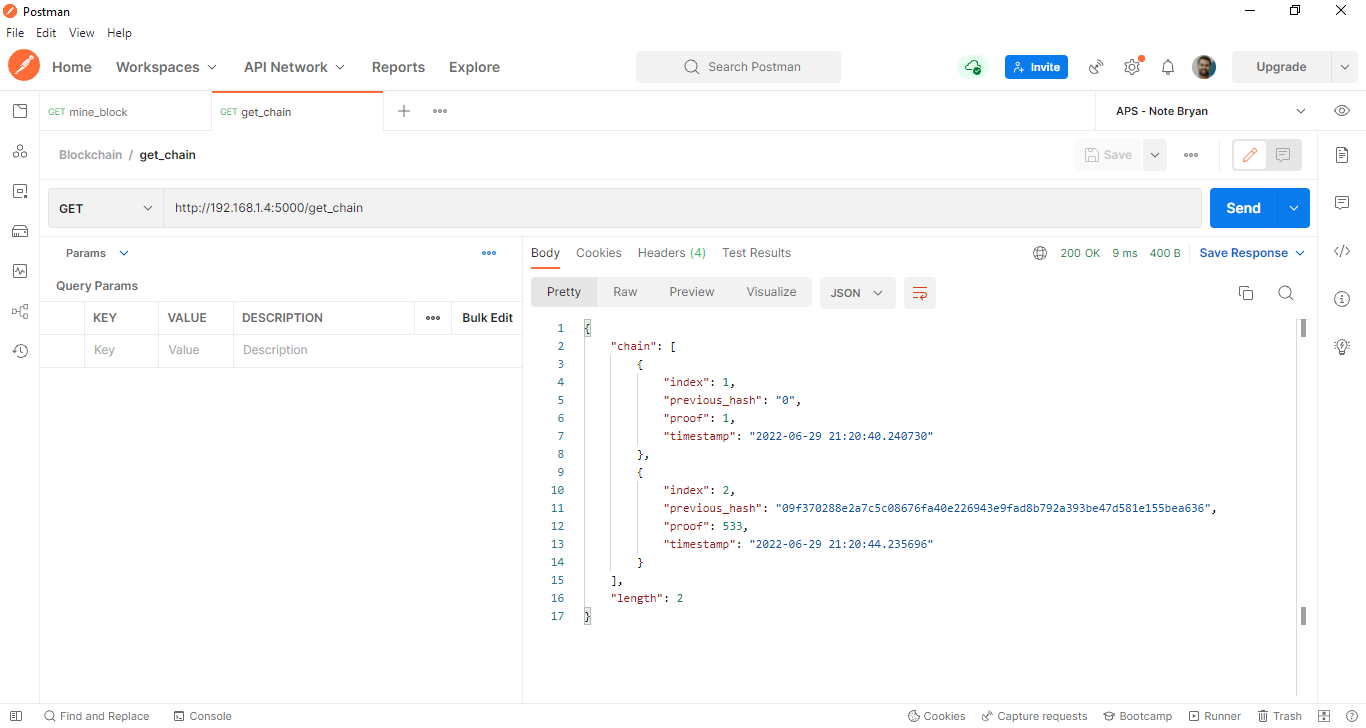 Postman
File Edit View Help
Home Workspaces API Network Reports Explore Search Postman Invite Upgrade
GET mine_block GET get_chain APS - Note Bryan
Blockchain / get_chain Save
GET http://192.168.1.4:5000/get_chain Send
Params Body Cookies Headers (4) Test Results 200 OK 9 ms 400 B Save Response
Query Params Pretty Raw Preview Visualize JSON
KEY VALUE DESCRIPTION Bulk Edit
Key Value Description
1 {
2 "chain": [
3 {
4 "index": 1,
5 "previous_hash": "0",
6 "proof": 1,
7 "timestamp": "2022-06-29 21:20:40.240730"
8 },
9 {
10 "index": 2,
11 "previous_hash": "09f370288e2a7c5c08676fa40e226943e9fad8b792a393be47d581e155bea636",
12 "proof": 533,
13 "timestamp": "2022-06-29 21:20:44.235696"
14 }
15 ],
16 "length": 2
17 }
Find and Replace Console Cookies Capture requests Bootcamp Runner Trash